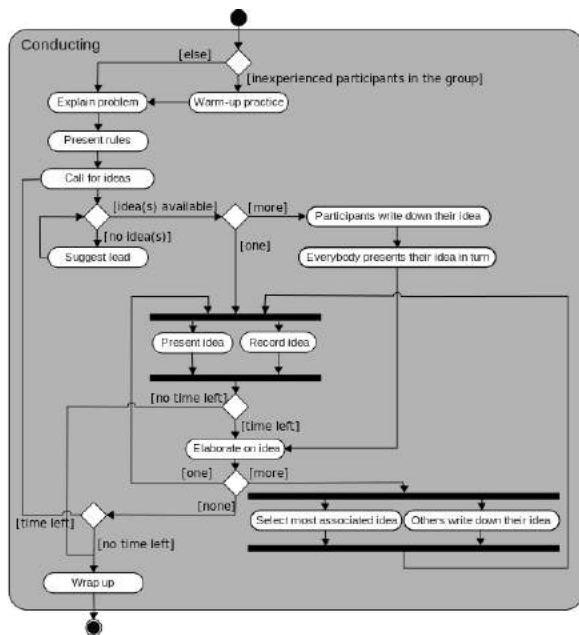 Conducting
[else]
[inexperienced participants in the group]
Explain problem
Warm-up practice
Present rules
Call for ideas
[idea(s) available]
[more]
Participants write down their idea
[no idea(s)]
[one]
Suggest lead
Everybody presents their idea in turn
Present idea
Record idea
[no time left]
[time left]
Elaborate on idea
[one]
[more]
[none]
Select most associated idea
Others write down their idea
[time left]
[no time left]
Wrap up